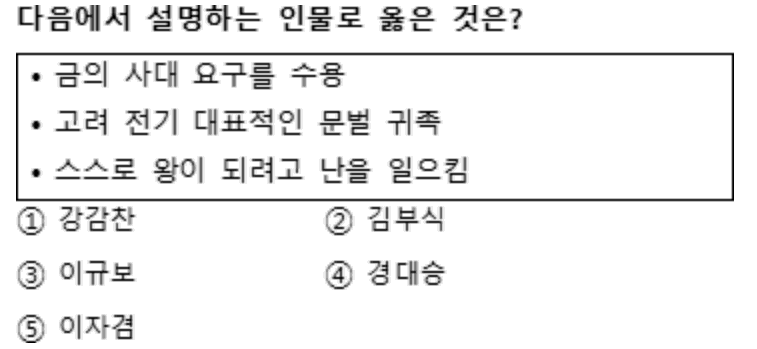 다음에서 설명하는 인물로 옳은 것은?
• 금의 사대 요구를 수용
• 고려 전기 대표적인 문벌 귀족
• 스스로 왕이 되려고 난을 일으킴
① 강감찬 ② 김부식
③ 이규보 ④ 경대승
⑤ 이자겸